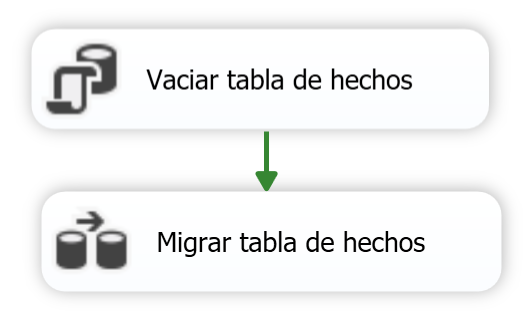 Vaciar tabla de hechos
Migrar tabla de hechos